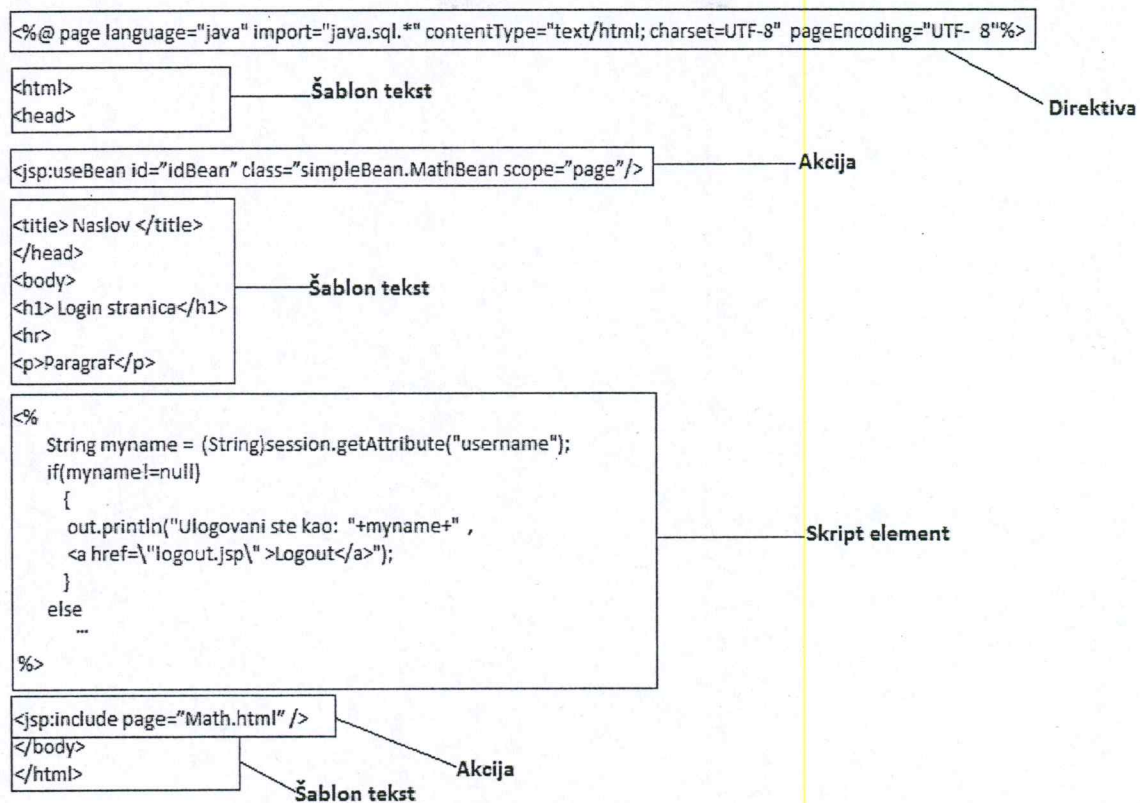 <%@ page language="java" import="java.sql.*" contentType="text/html; charset=UTF-8" pageEncoding="UTF- 8"%>
Direktiva
<html>
<head>
Šablon tekst
<jsp:useBean id="idBean" class="simpleBean.MathBean scope="page"/>
Akcija
<title> Naslov </title>
</head>
<body>
<h1> Login stranica</h1>
<hr>
<p>Paragraf</p>
Šablon tekst
<%
String myname = (String)session.getAttribute("username");
if(myname!=null)
{
out.println("Ulogovani ste kao: "+myname+" ,
<a href=\"logout.jsp\" >Logout</a>");
}
else
...
%>
Skript element
<jsp:include page="Math.html" />
Akcija
</body>
</html>
Šablon tekst